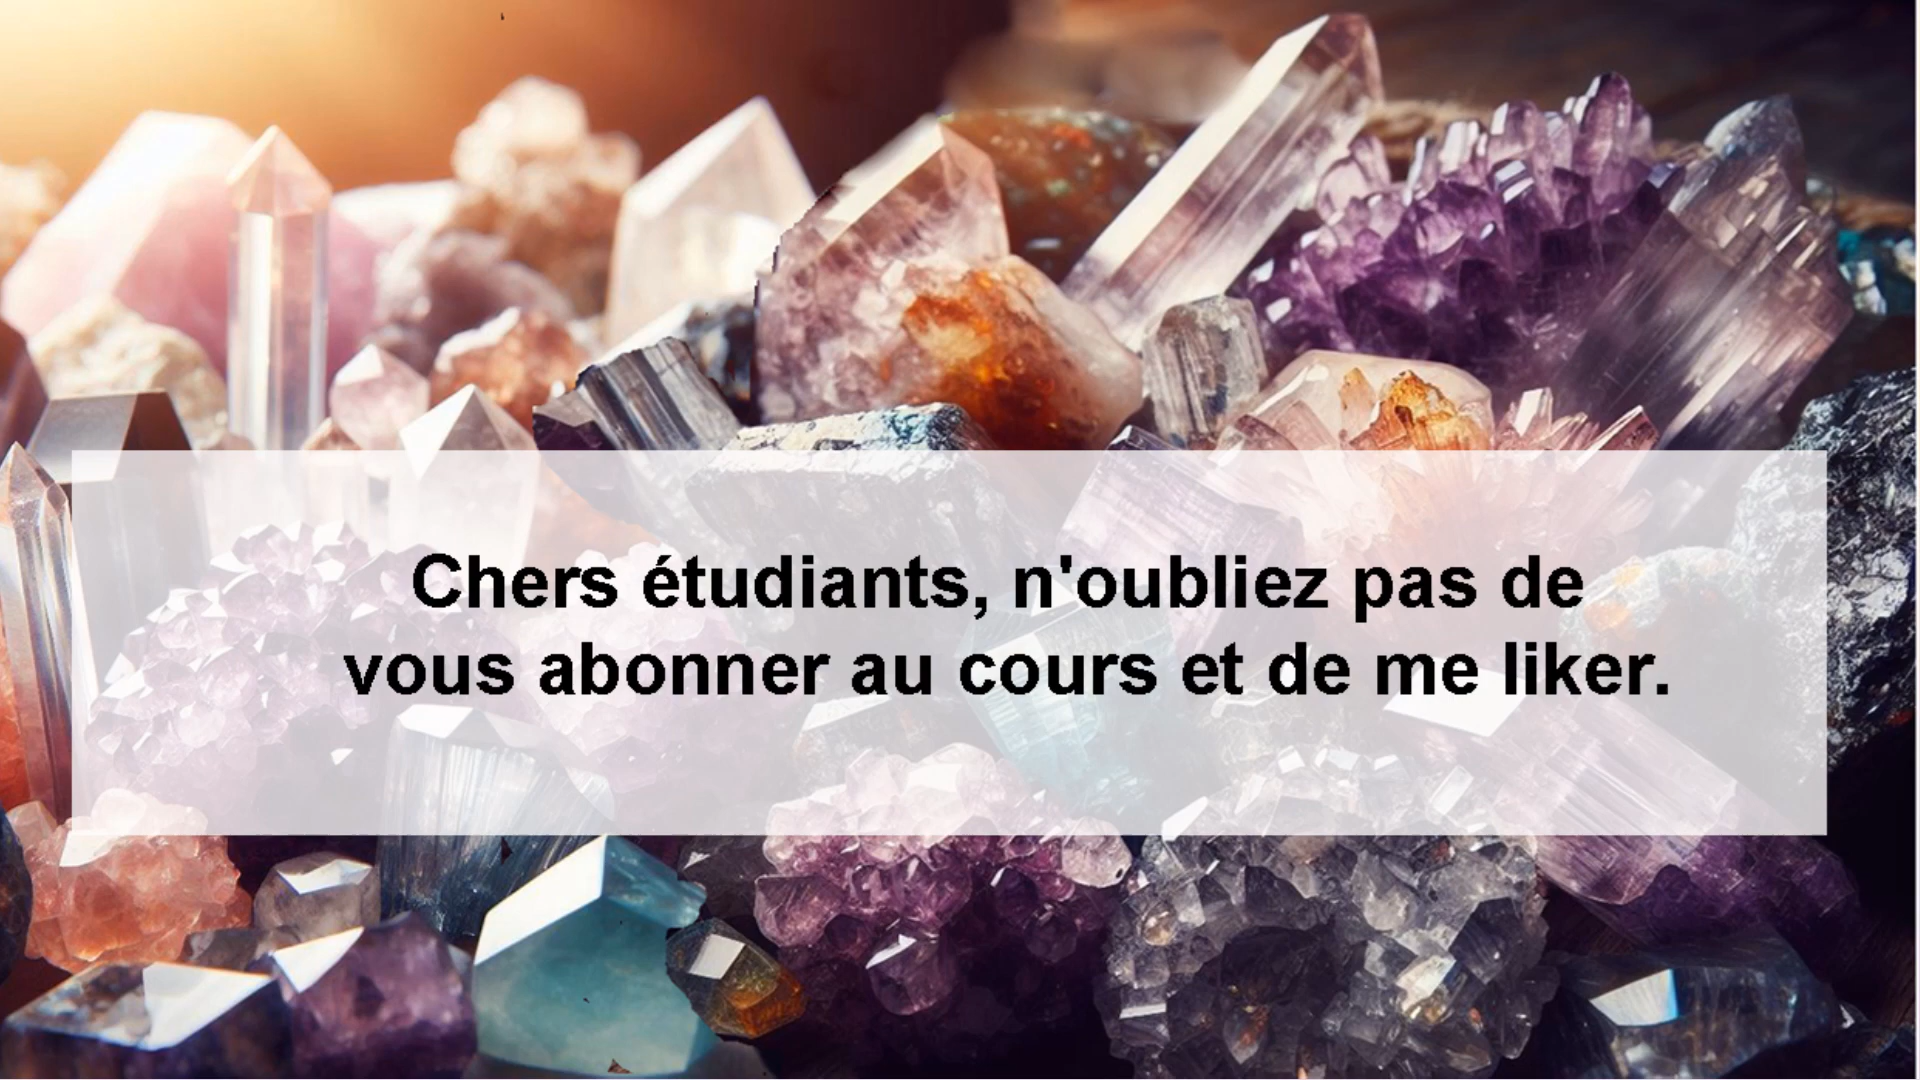 Chers étudiants, n'oubliez pas de
vous abonner au cours et de me liker.